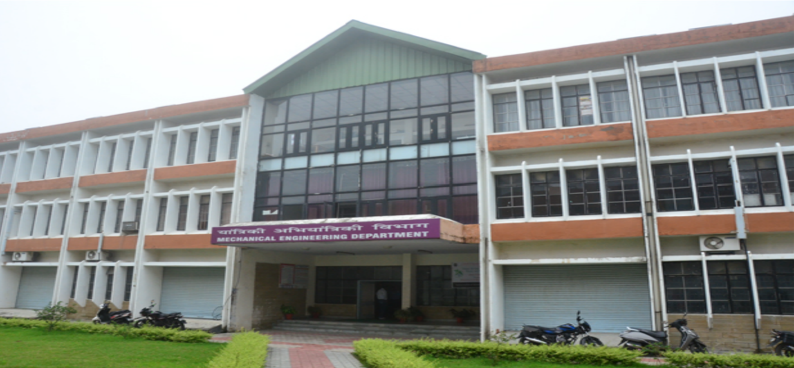 यांत्रिकी अभियांत्रिकी विभाग
MECHANICAL ENGINEERING DEPARTMENT